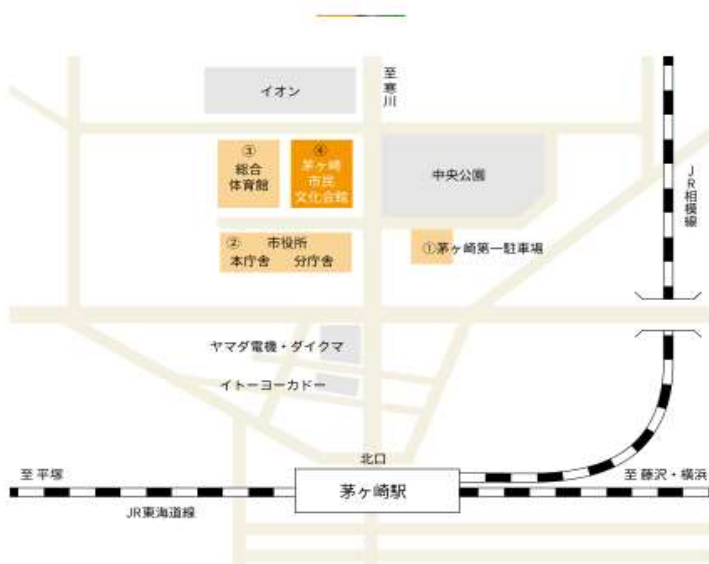 イオン
至寒川
③
総合
体育館
④
茅ヶ崎
市民
文化会館
中央公園
JR相模線
② 市役所
本庁舎 分庁舎
①茅ヶ崎第一駐車場
ヤマダ電機・ダイクマ
イトーヨーカドー
北口
至 平塚
茅ヶ崎駅
至 藤沢・横浜
JR東海道線